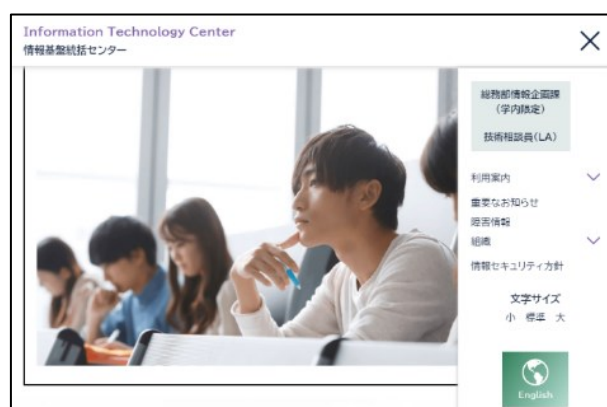 Information Technology Center
情報基盤統括センター
総務部情報企画課
(学内限定)
技術相談員(LA)
利用案内
重要なお知らせ
障害情報
組織
情報セキュリティ方針
文字サイズ
小 標準 大
English